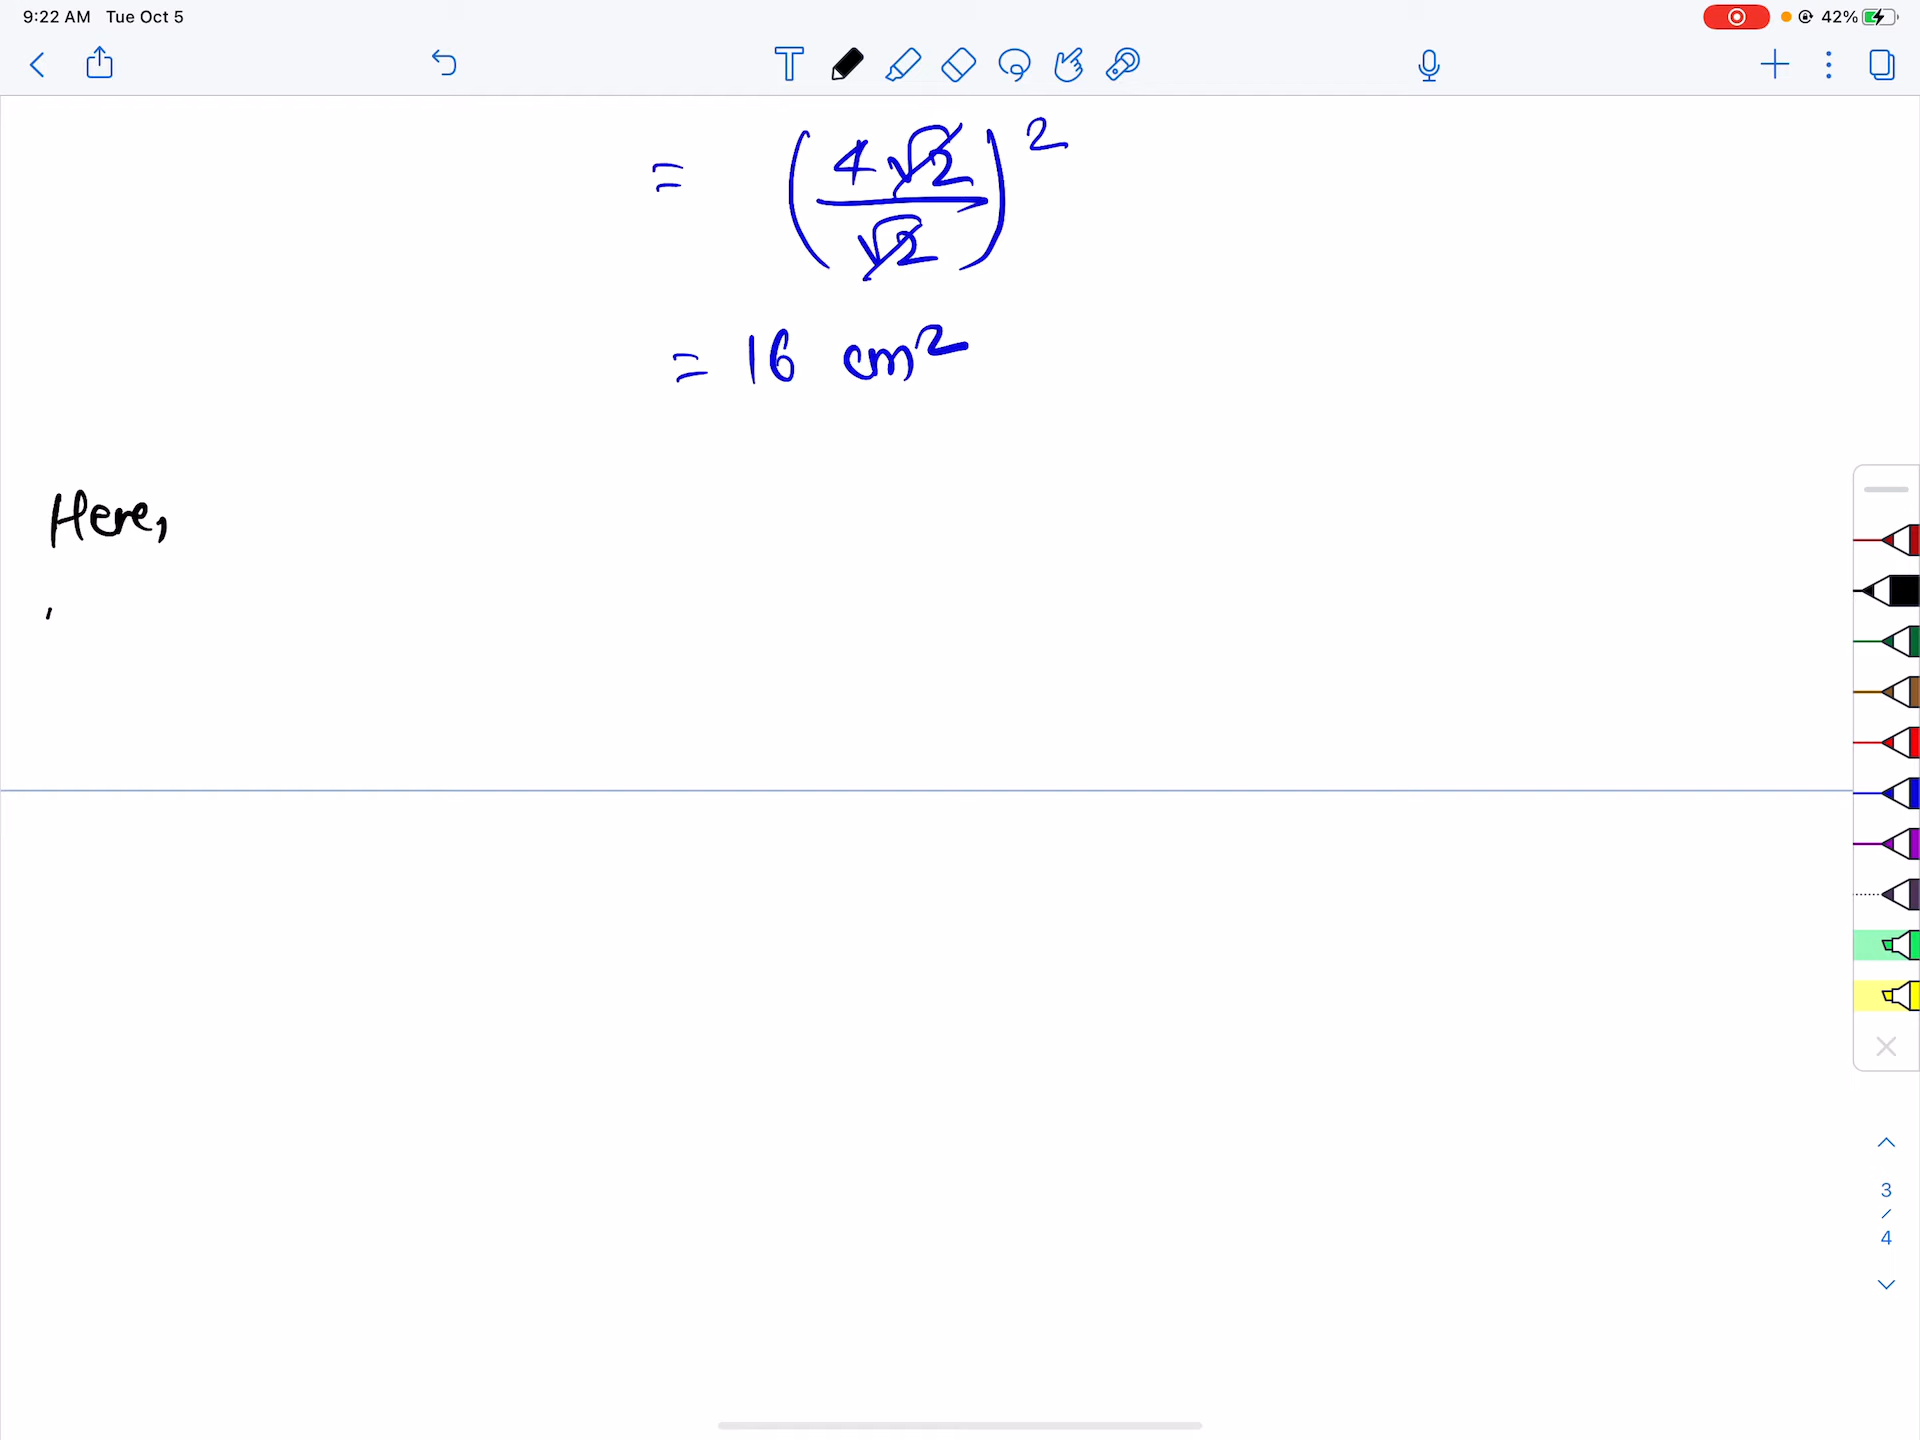 9:22 AM Tue Oct 5
42%
= (4√2/√2)²
= 16 cm²
Here,
3
/
4